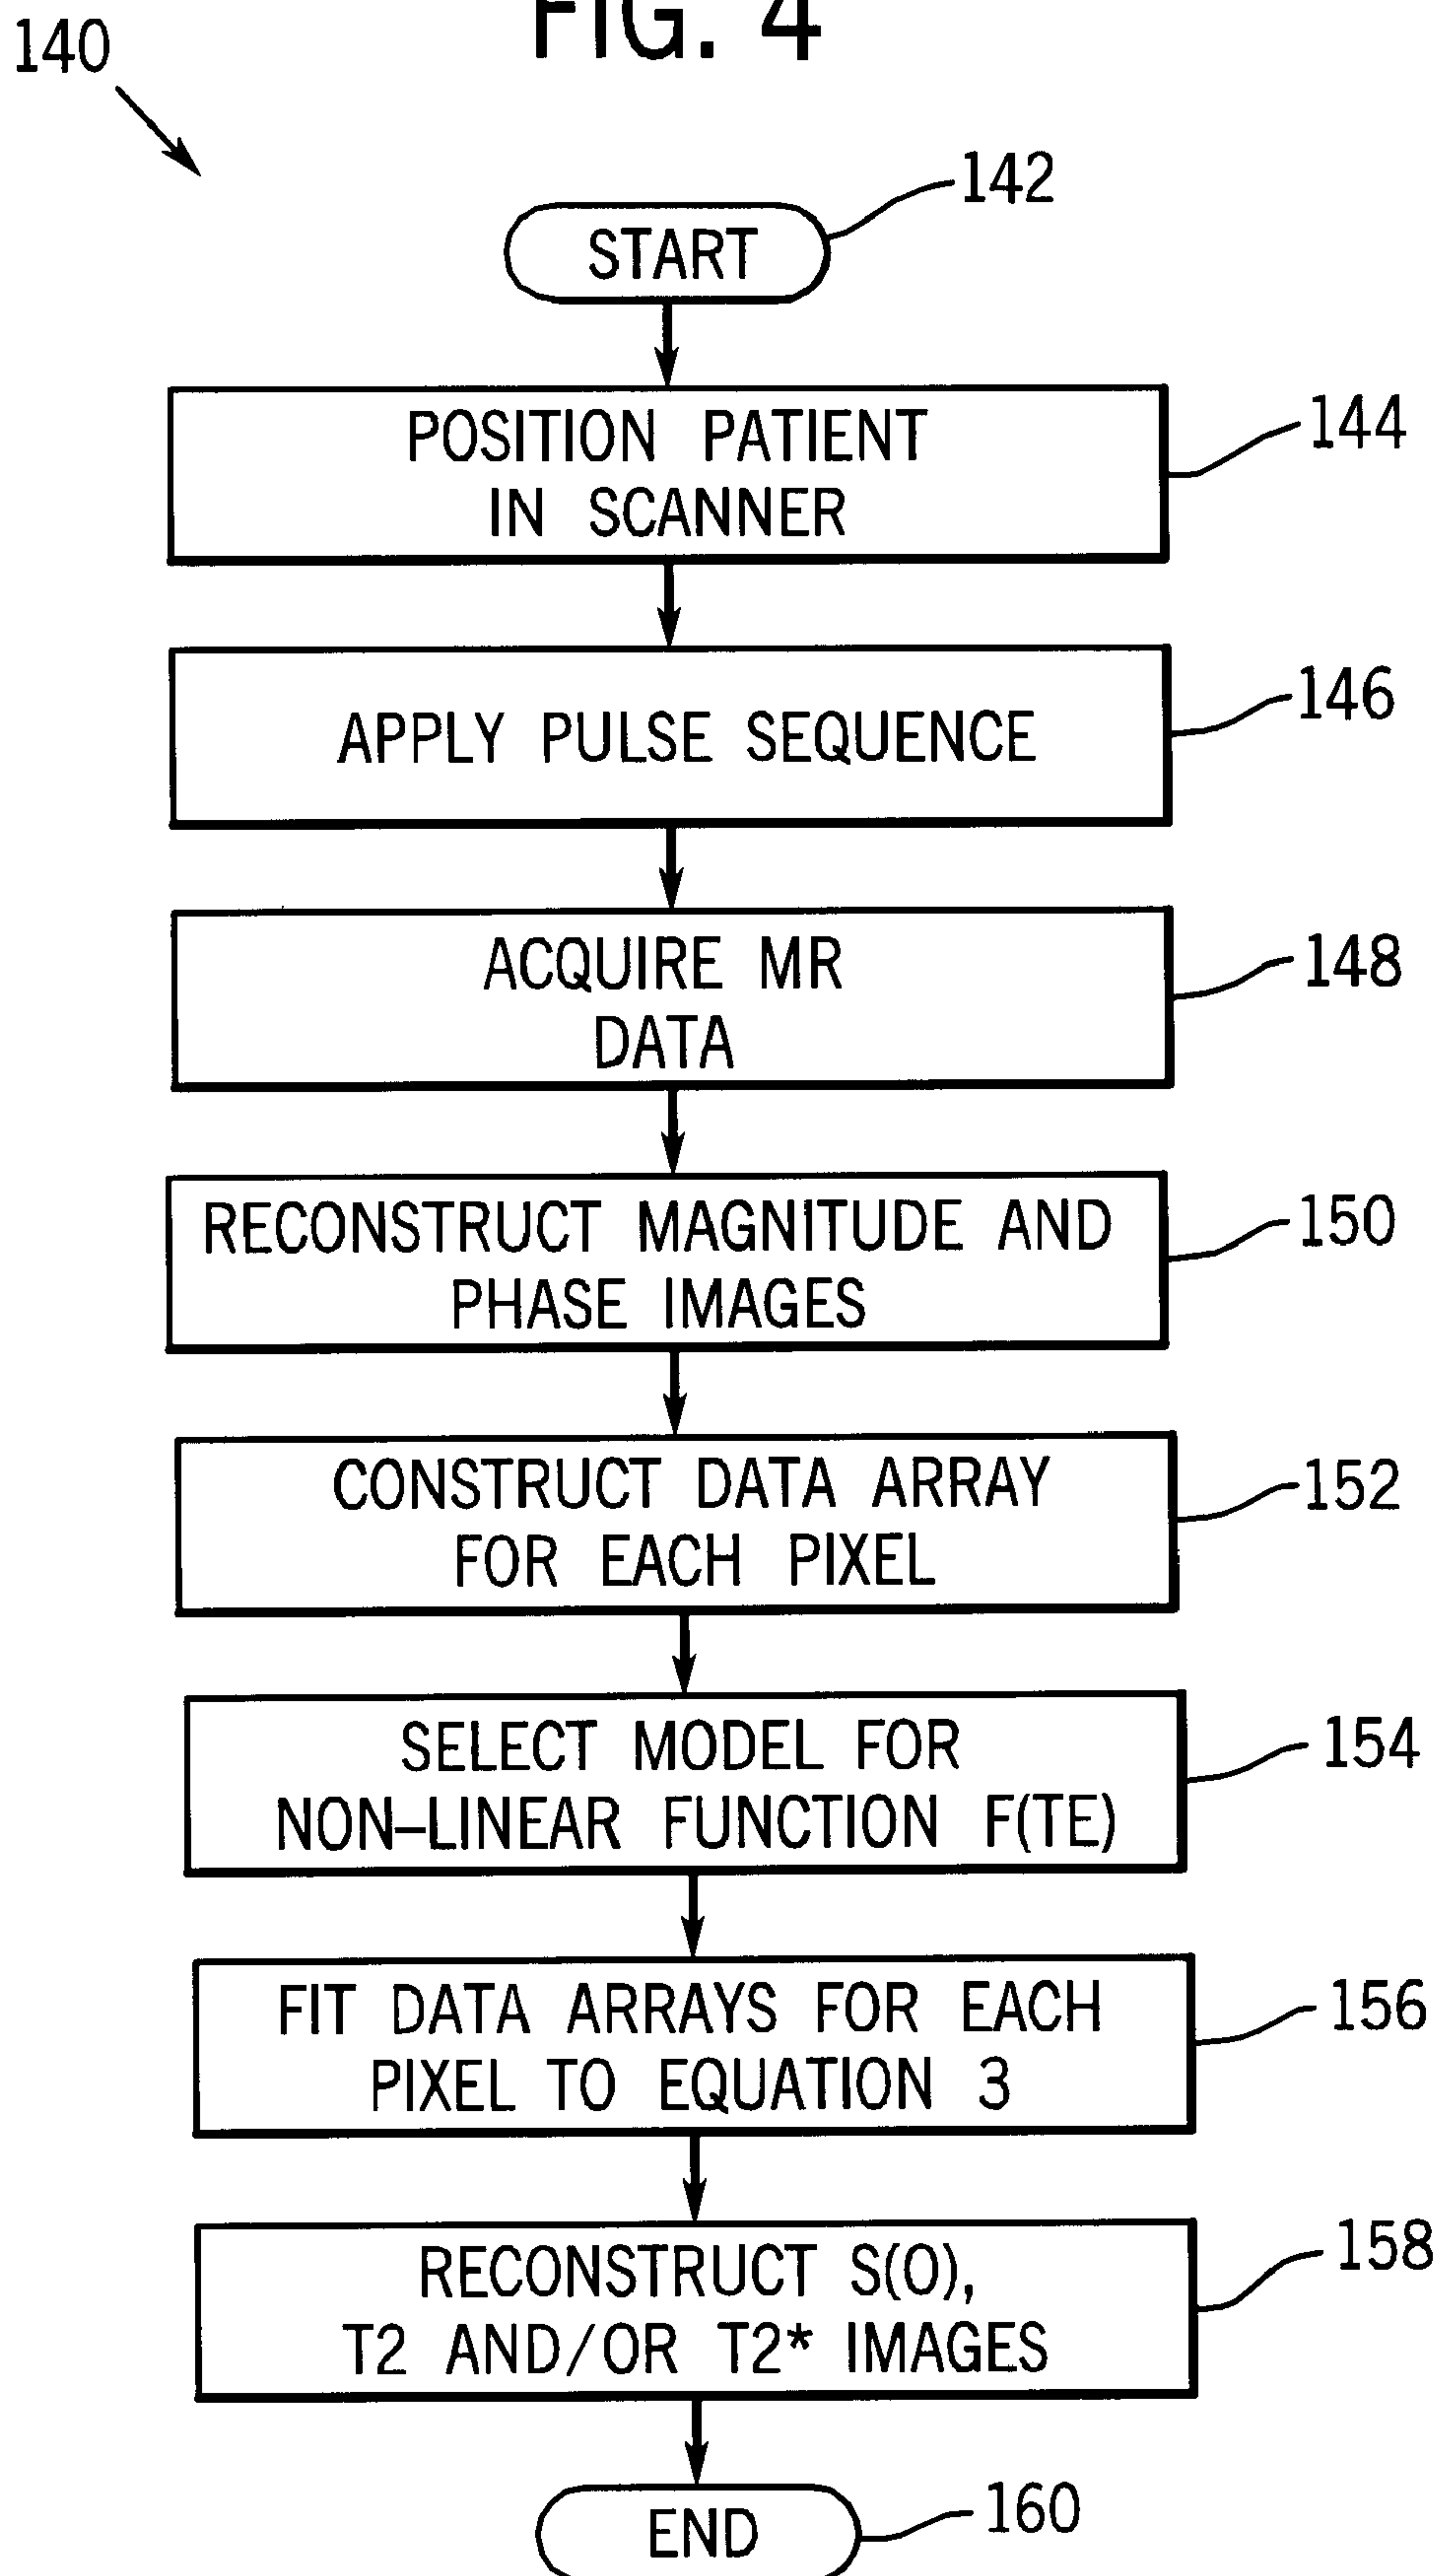 FIG. 4
140
142
START
144
POSITION PATIENT
IN SCANNER
146
APPLY PULSE SEQUENCE
148
ACQUIRE MR
DATA
150
RECONSTRUCT MAGNITUDE AND
PHASE IMAGES
152
CONSTRUCT DATA ARRAY
FOR EACH PIXEL
154
SELECT MODEL FOR
NON–LINEAR FUNCTION F(TE)
156
FIT DATA ARRAYS FOR EACH
PIXEL TO EQUATION 3
158
RECONSTRUCT S(O),
T2 AND/OR T2* IMAGES
160
END